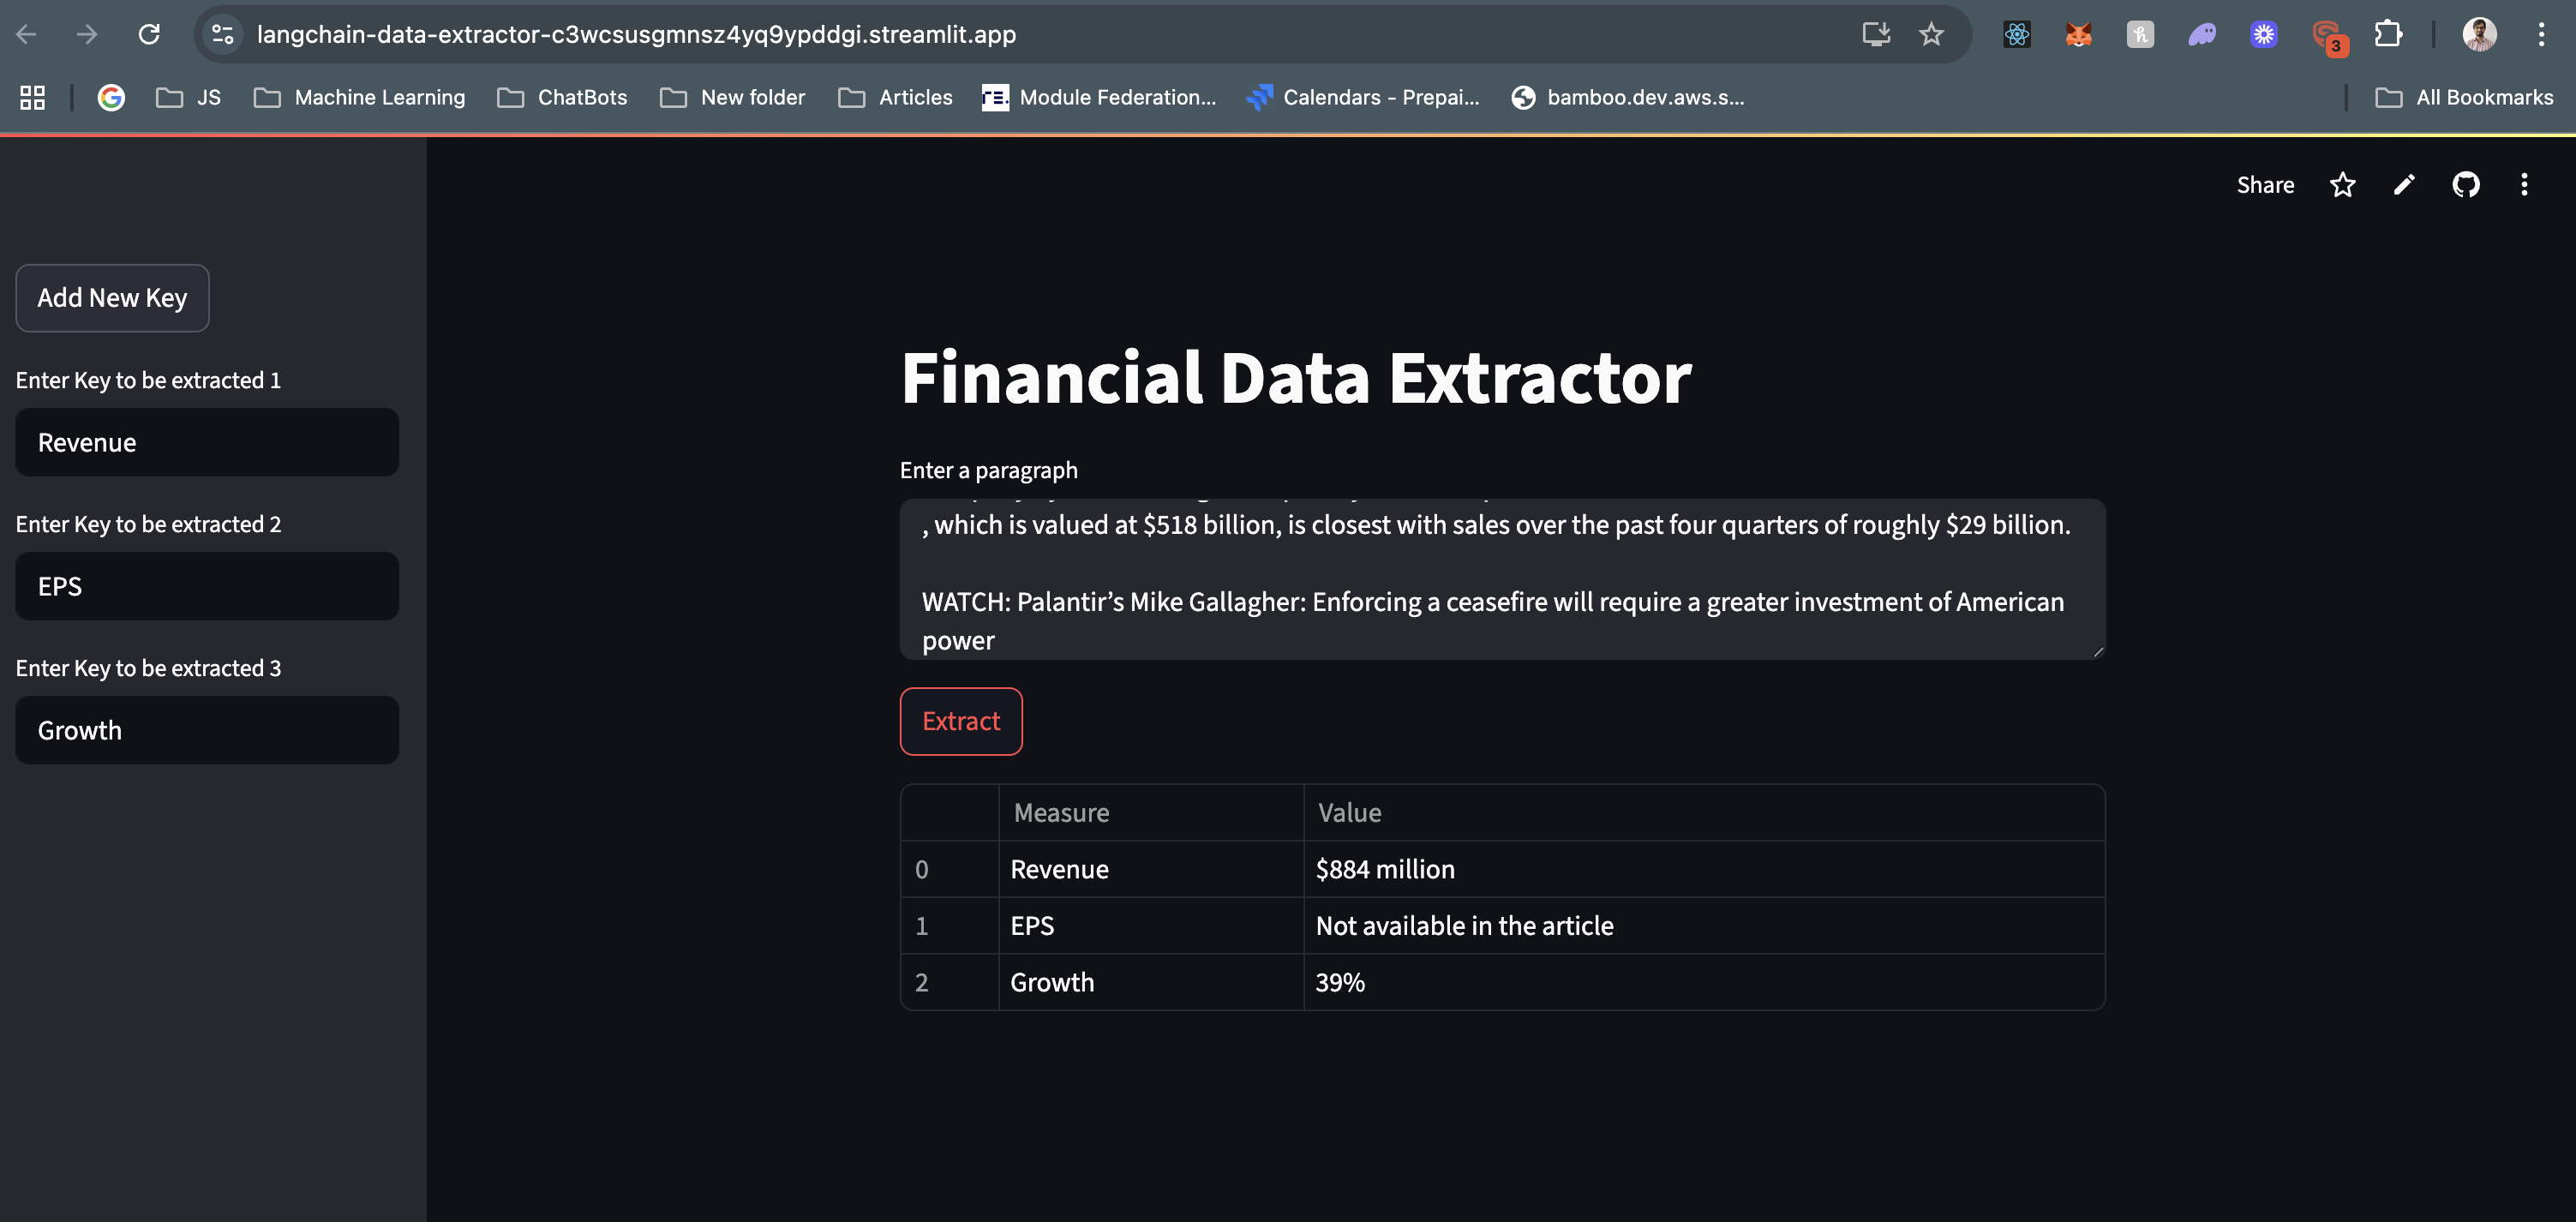 langchain-data-extractor-c3wcsusgmnsz4yq9ypddgi.streamlit.app
3
JS
Machine Learning
ChatBots
New folder
Articles
Module Federation...
Calendars - Prepai...
bamboo.dev.aws.s...
All Bookmarks
Share
Add New Key
Enter Key to be extracted 1
Revenue
Enter Key to be extracted 2
EPS
Enter Key to be extracted 3
Growth
Financial Data Extractor
Enter a paragraph
, which is valued at $518 billion, is closest with sales over the past four quarters of roughly $29 billion.
WATCH: Palantir’s Mike Gallagher: Enforcing a ceasefire will require a greater investment of American
power
Extract
Measure Value
0 Revenue $884 million
1 EPS Not available in the article
2 Growth 39%